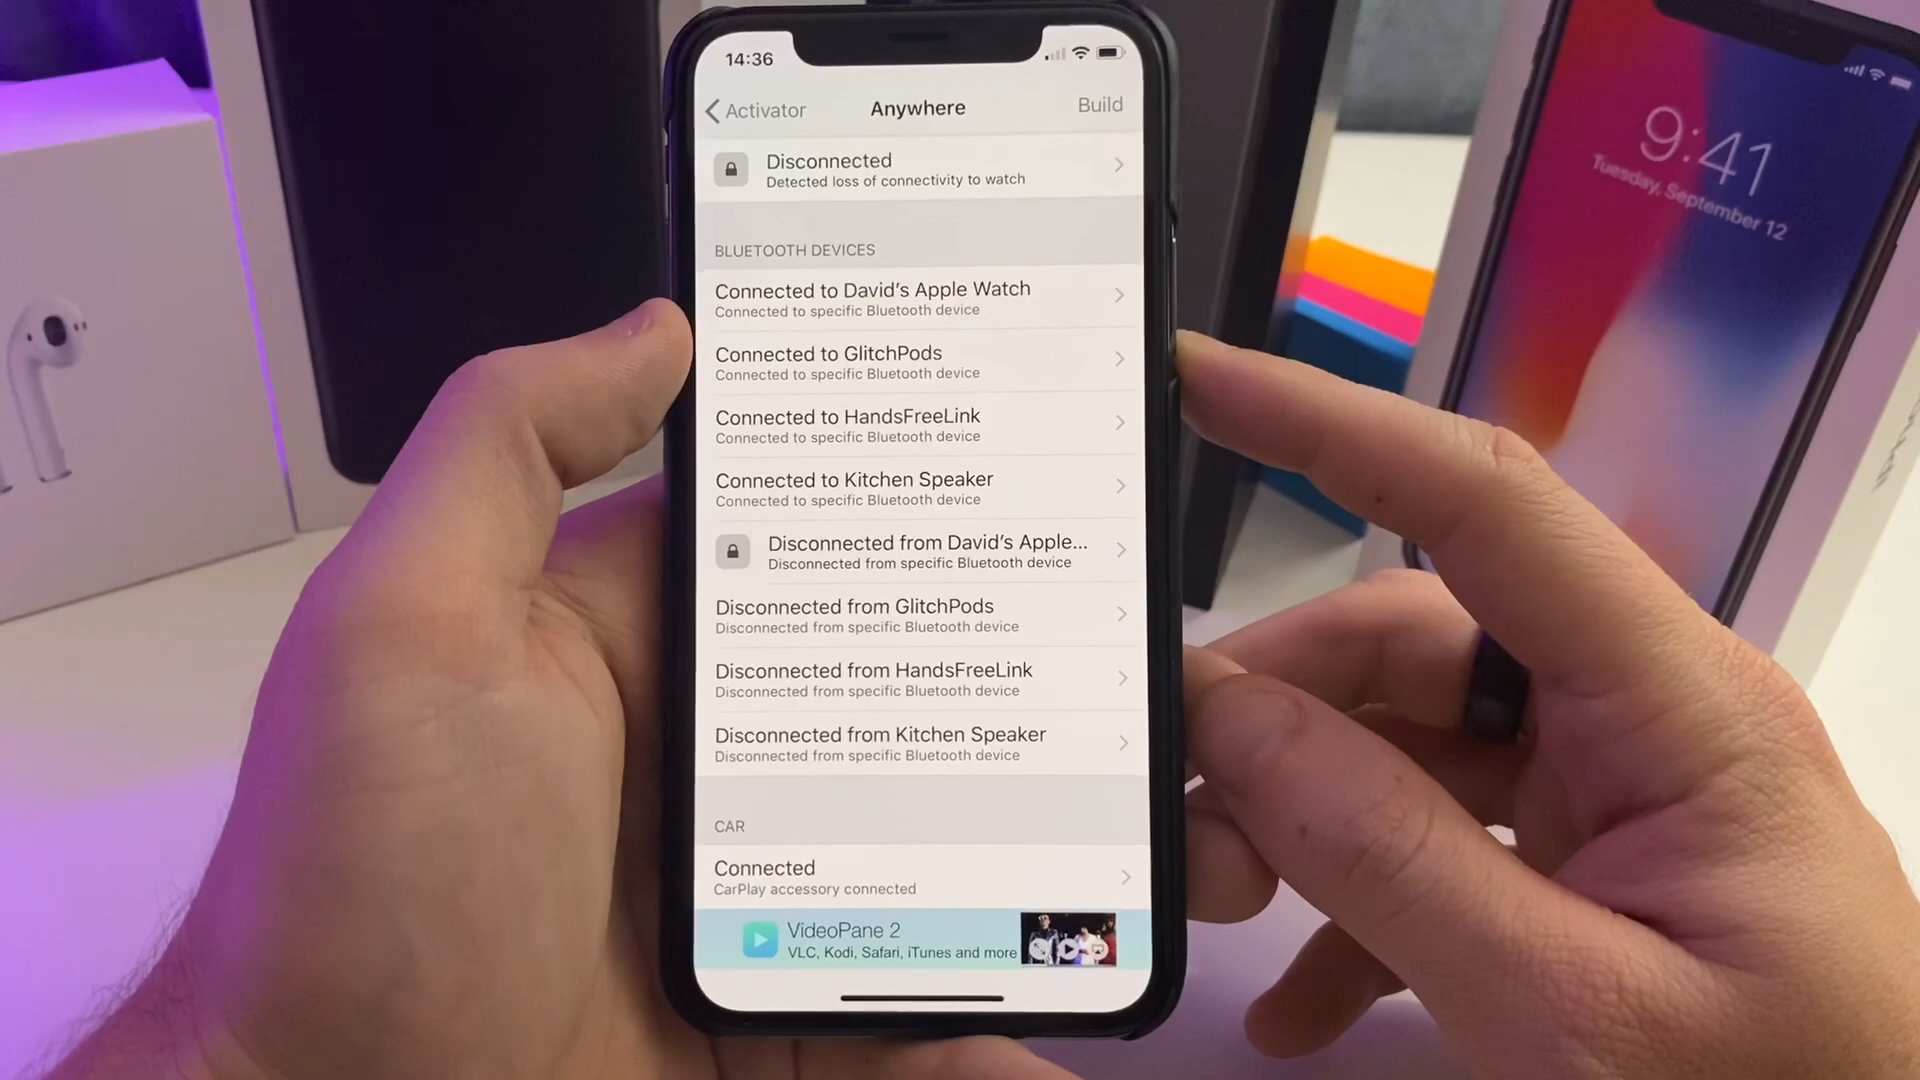 14:36
Activator
Anywhere
Build
Disconnected
Detected loss of connectivity to watch
BLUETOOTH DEVICES
Connected to David's Apple Watch
Connected to specific Bluetooth device
Connected to GlitchPods
Connected to specific Bluetooth device
Connected to HandsFreeLink
Connected to specific Bluetooth device
Connected to Kitchen Speaker
Connected to specific Bluetooth device
Disconnected from David's Apple...
Disconnected from specific Bluetooth device
Disconnected from GlitchPods
Disconnected from specific Bluetooth device
Disconnected from HandsFreeLink
Disconnected from specific Bluetooth device
Disconnected from Kitchen Speaker
Disconnected from specific Bluetooth device
CAR
Connected
CarPlay accessory connected
VideoPane 2
VLC, Kodi, Safari, iTunes and more
9:41
Tuesday, September 12